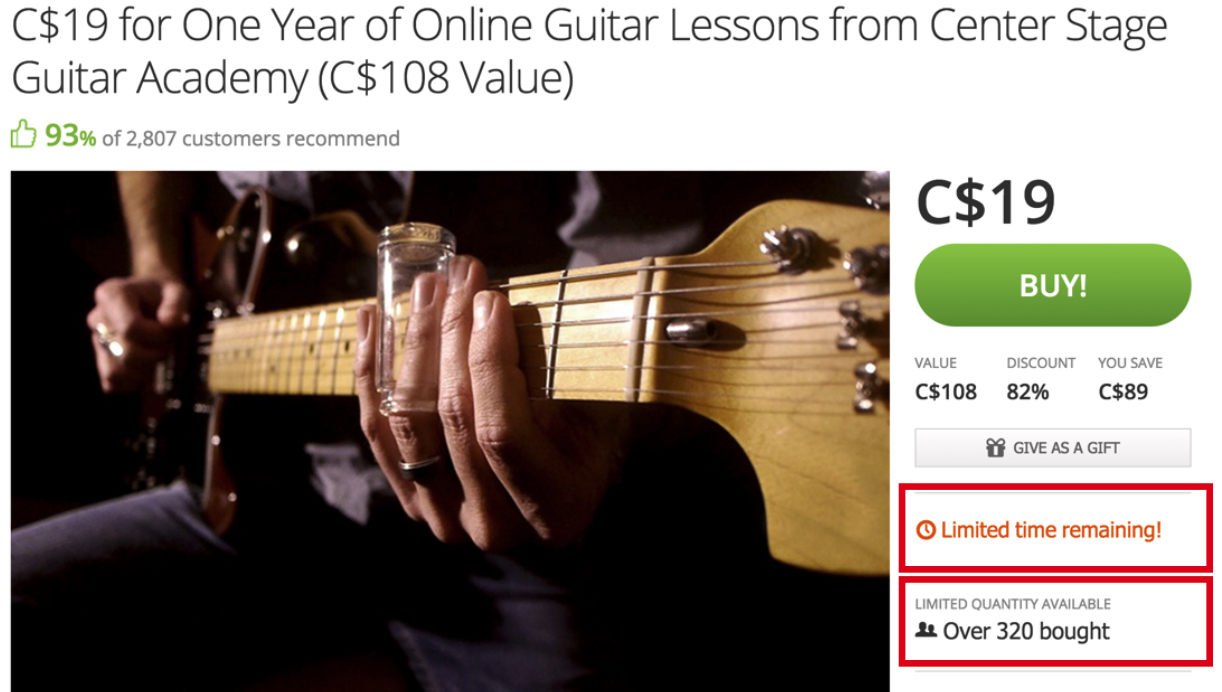 C$19 for One Year of Online Guitar Lessons from Center Stage
Guitar Academy (C$108 Value)
93% of 2,807 customers recommend
C$19
BUY!
VALUE DISCOUNT YOU SAVE
C$108 82% C$89
GIVE AS A GIFT
Limited time remaining!
LIMITED QUANTITY AVAILABLE
Over 320 bought